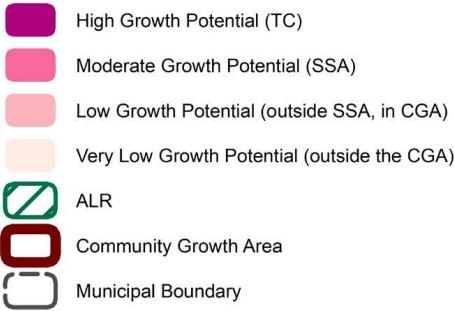 High Growth Potential (TC)
Moderate Growth Potential (SSA)
Low Growth Potential (outside SSA, in CGA)
Very Low Growth Potential (outside the CGA)
ALR
Community Growth Area
Municipal Boundary